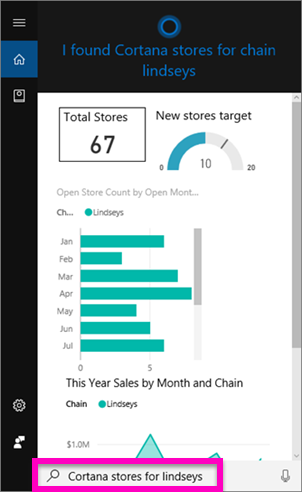 I found Cortana stores for chain
lindseys
Total Stores
67
New stores target
0
10
20
Open Store Count by Open Mont...
Ch... Lindseys
Jan
Feb
Mar
Apr
May
Jun
Jul
0 5
This Year Sales by Month and Chain
Chain Lindseys
$1.0M
Cortana stores for lindseys